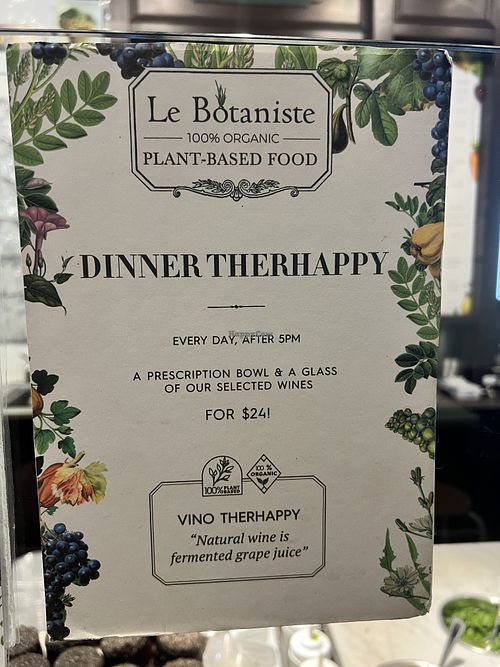 Le Botaniste
100% ORGANIC
PLANT-BASED FOOD
DINNER THERHAPPY
HappyCow
EVERY DAY, AFTER 5PM
A PRESCRIPTION BOWL & A GLASS
OF OUR SELECTED WINES
FOR $24!
100% PLANT
BASED
100 %
ORGANIC
VINO THERHAPPY
“Natural wine is
fermented grape juice”